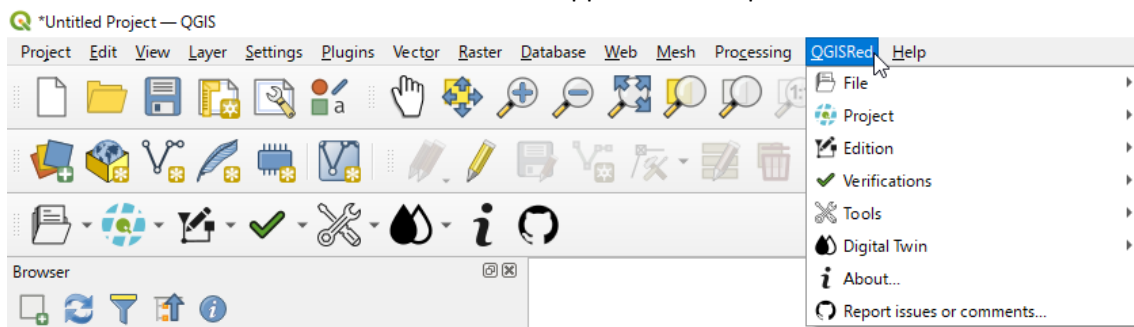 *Untitled Project — QGIS
Project Edit View Layer Settings Plugins Vector Raster Database Web Mesh Processing QGISRed Help
a
1:
File
Project
Edition
Verifications
Tools
Digital Twin
i About...
Report issues or comments...
i
Browser